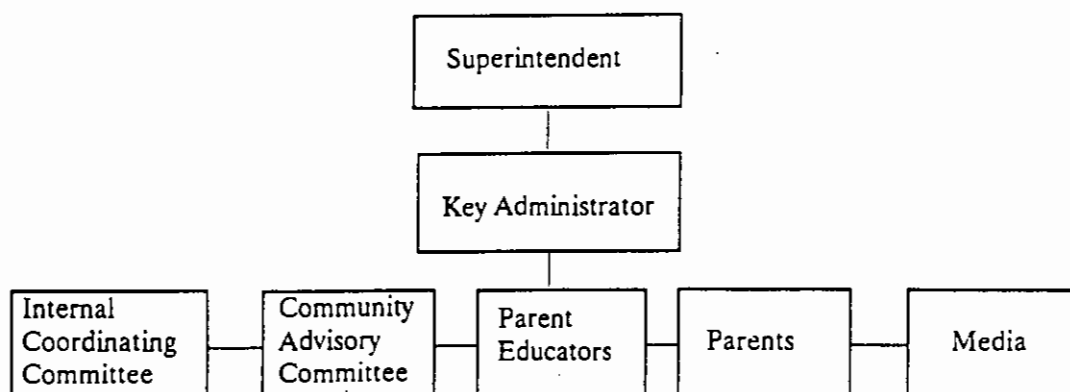 Superintendent
Key Administrator
Internal
Coordinating
Committee
Community
Advisory
Committee
Parent
Educators
Parents
Media